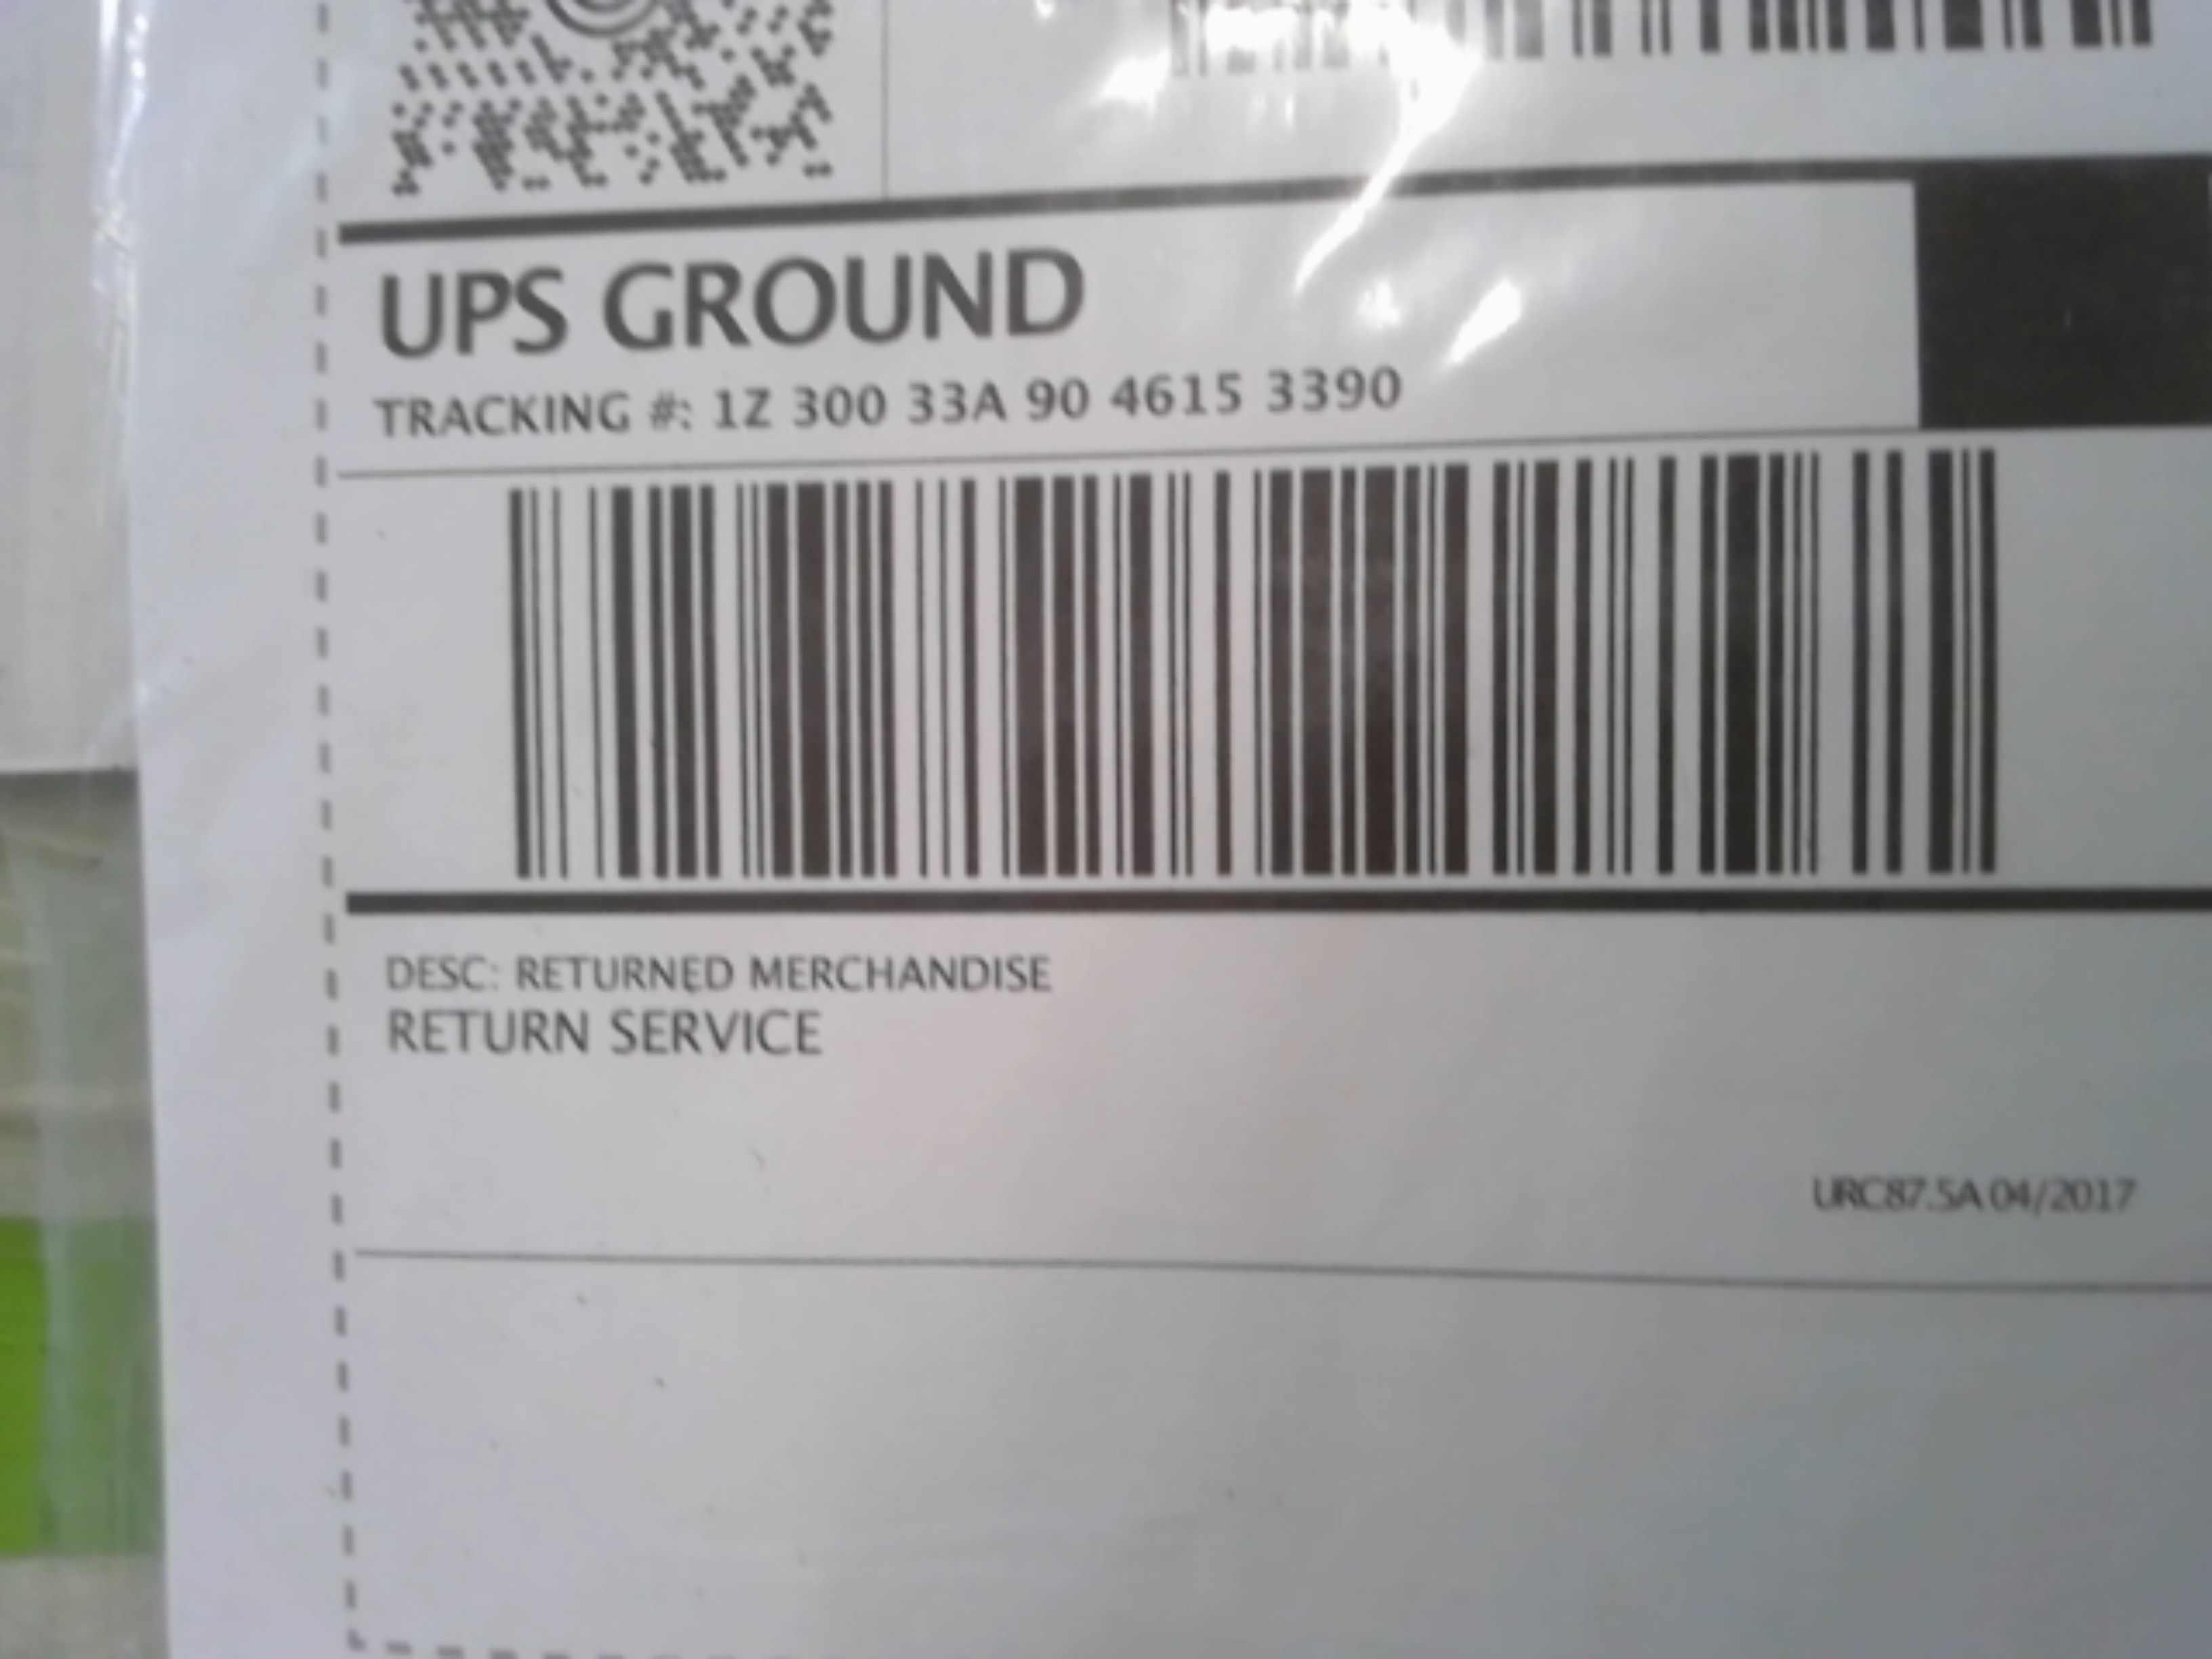 UPS GROUND
TRACKING #: 1Z 300 33A 90 4615 3390
DESC: RETURNED MERCHANDISE
RETURN SERVICE
URC87.5A 04/2017